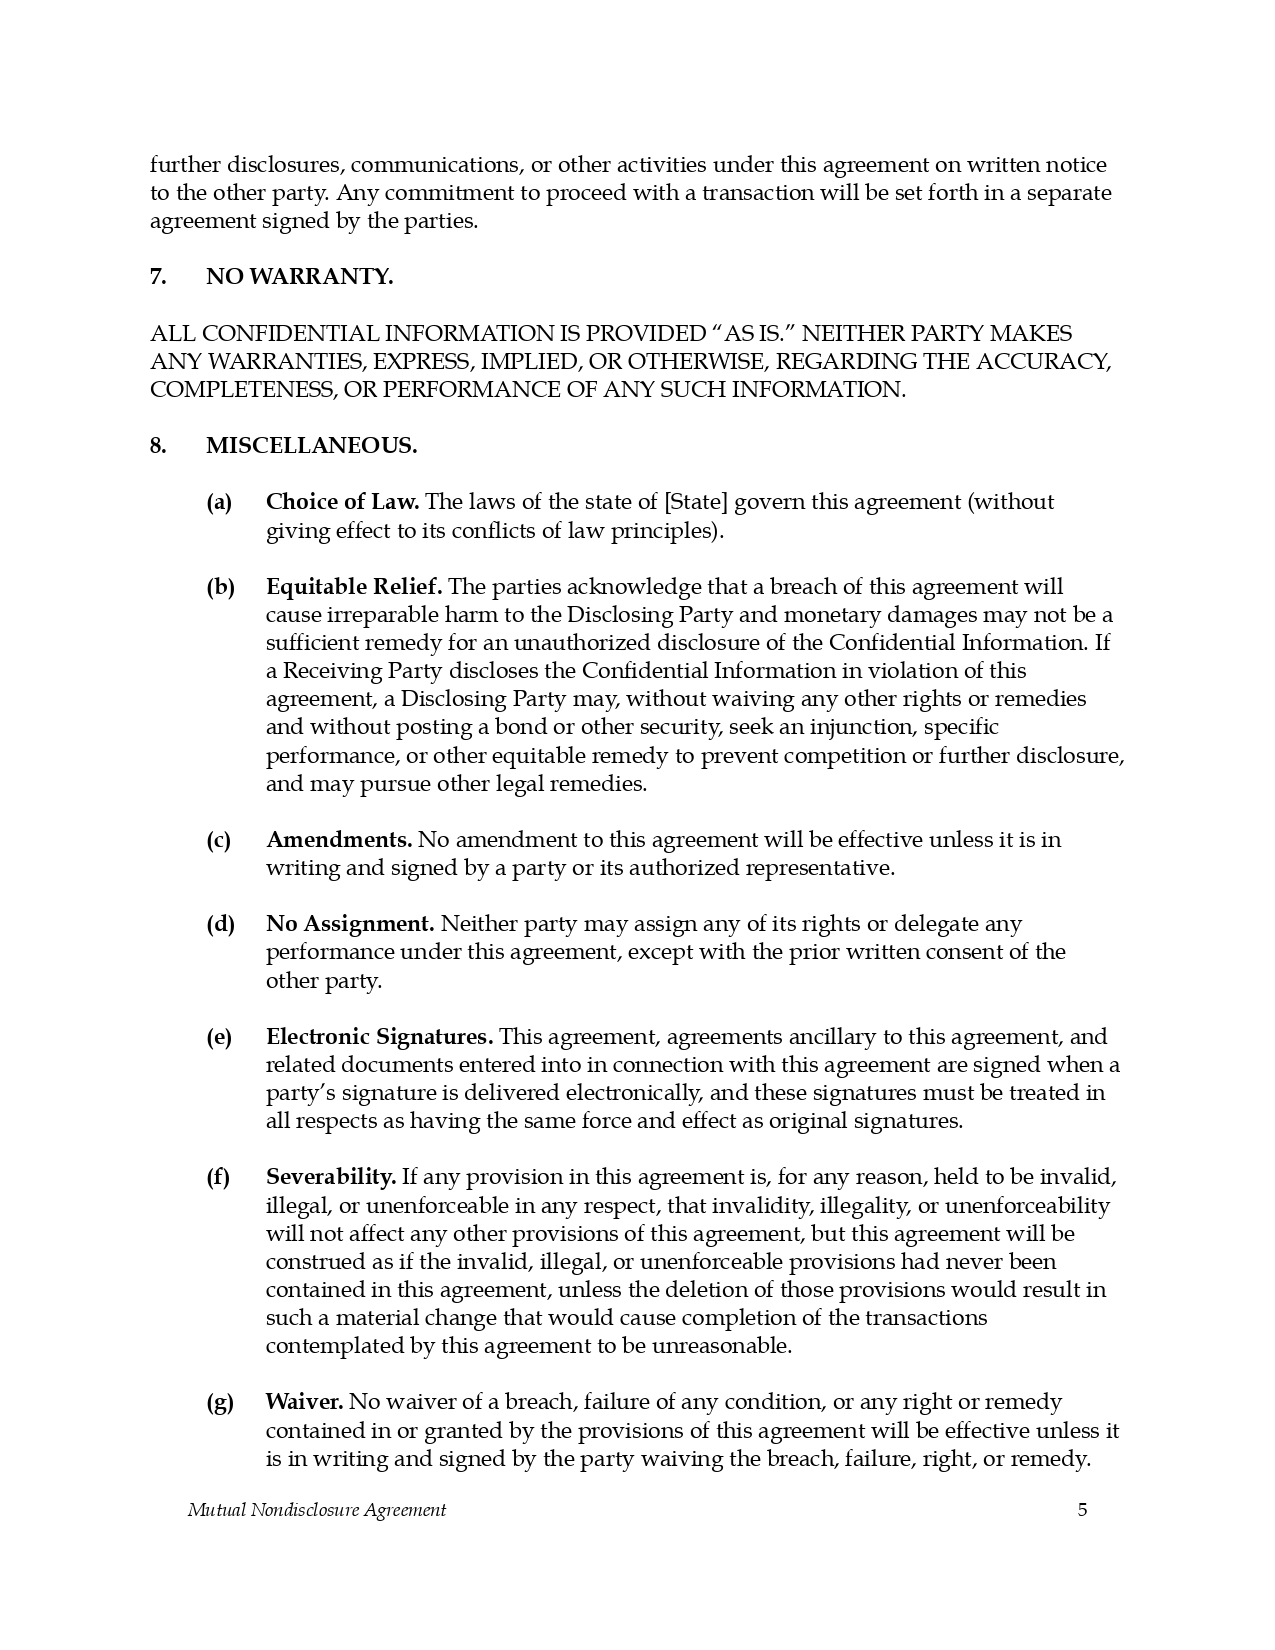 further disclosures, communications, or other activities under this agreement on written notice
to the other party. Any commitment to proceed with a transaction will be set forth in a separate
agreement signed by the parties.
7. NO WARRANTY.
ALL CONFIDENTIAL INFORMATION IS PROVIDED “AS IS.” NEITHER PARTY MAKES
ANY WARRANTIES, EXPRESS, IMPLIED, OR OTHERWISE, REGARDING THE ACCURACY,
COMPLETENESS, OR PERFORMANCE OF ANY SUCH INFORMATION.
8. MISCELLANEOUS.
(a) Choice of Law. The laws of the state of [State] govern this agreement (without
giving effect to its conflicts of law principles).
(b) Equitable Relief. The parties acknowledge that a breach of this agreement will
cause irreparable harm to the Disclosing Party and monetary damages may not be a
sufficient remedy for an unauthorized disclosure of the Confidential Information. If
a Receiving Party discloses the Confidential Information in violation of this
agreement, a Disclosing Party may, without waiving any other rights or remedies
and without posting a bond or other security, seek an injunction, specific
performance, or other equitable remedy to prevent competition or further disclosure,
and may pursue other legal remedies.
(c) Amendments. No amendment to this agreement will be effective unless it is in
writing and signed by a party or its authorized representative.
(d) No Assignment. Neither party may assign any of its rights or delegate any
performance under this agreement, except with the prior written consent of the
other party.
(e) Electronic Signatures. This agreement, agreements ancillary to this agreement, and
related documents entered into in connection with this agreement are signed when a
party’s signature is delivered electronically, and these signatures must be treated in
all respects as having the same force and effect as original signatures.
(f) Severability. If any provision in this agreement is, for any reason, held to be invalid,
illegal, or unenforceable in any respect, that invalidity, illegality, or unenforceability
will not affect any other provisions of this agreement, but this agreement will be
construed as if the invalid, illegal, or unenforceable provisions had never been
contained in this agreement, unless the deletion of those provisions would result in
such a material change that would cause completion of the transactions
contemplated by this agreement to be unreasonable.
(g) Waiver. No waiver of a breach, failure of any condition, or any right or remedy
contained in or granted by the provisions of this agreement will be effective unless it
is in writing and signed by the party waiving the breach, failure, right, or remedy.
Mutual Nondisclosure Agreement 5